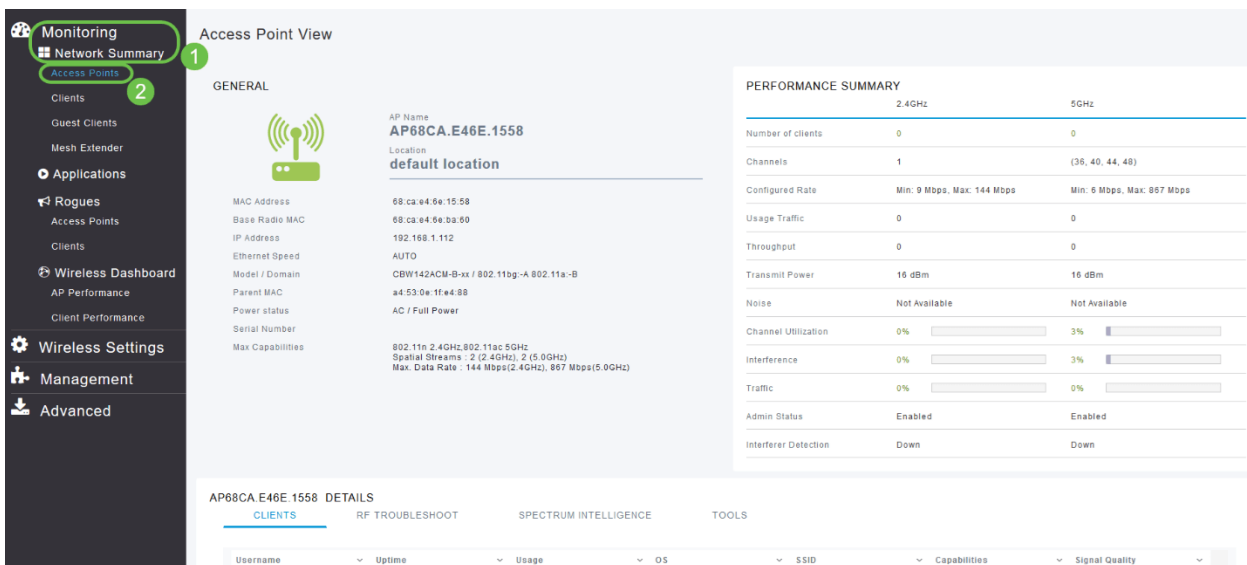 Monitoring
Network Summary
1
Access Points
2
Clients
Guest Clients
Mesh Extender
Applications
Rogues
Access Points
Clients
Wireless Dashboard
AP Performance
Client Performance
Wireless Settings
Management
Advanced
Access Point View
GENERAL
AP Name
AP68CA.E46E.1558
Location
default location
MAC Address 68:ca:e4:6e:15:58
Base Radio MAC 68:ca:e4:6e:ba:60
IP Address 192.168.1.112
Ethernet Speed AUTO
Model / Domain CBW142ACM-B-xx / 802.11bg:-A 802.11a:-B
Parent MAC a4:53:0e:1f:e4:88
Power status AC / Full Power
Serial Number
Max Capabilities 802.11n 2.4GHz,802.11ac 5GHz
Spatial Streams : 2 (2.4GHz), 2 (5.0GHz)
Max. Data Rate : 144 Mbps(2.4GHz), 867 Mbps(5.0GHz)
PERFORMANCE SUMMARY
2.4GHz 5GHz
Number of clients 0 0
Channels 1 (36, 40, 44, 48)
Configured Rate Min: 9 Mbps, Max: 144 Mbps Min: 6 Mbps, Max: 867 Mbps
Usage Traffic 0 0
Throughput 0 0
Transmit Power 16 dBm 16 dBm
Noise Not Available Not Available
Channel Utilization 0% 3%
Interference 0% 3%
Traffic 0% 0%
Admin Status Enabled Enabled
Interferer Detection Down Down
AP68CA.E46E.1558 DETAILS
CLIENTS RF TROUBLESHOOT SPECTRUM INTELLIGENCE TOOLS
Username Uptime Usage OS SSID Capabilities Signal Quality